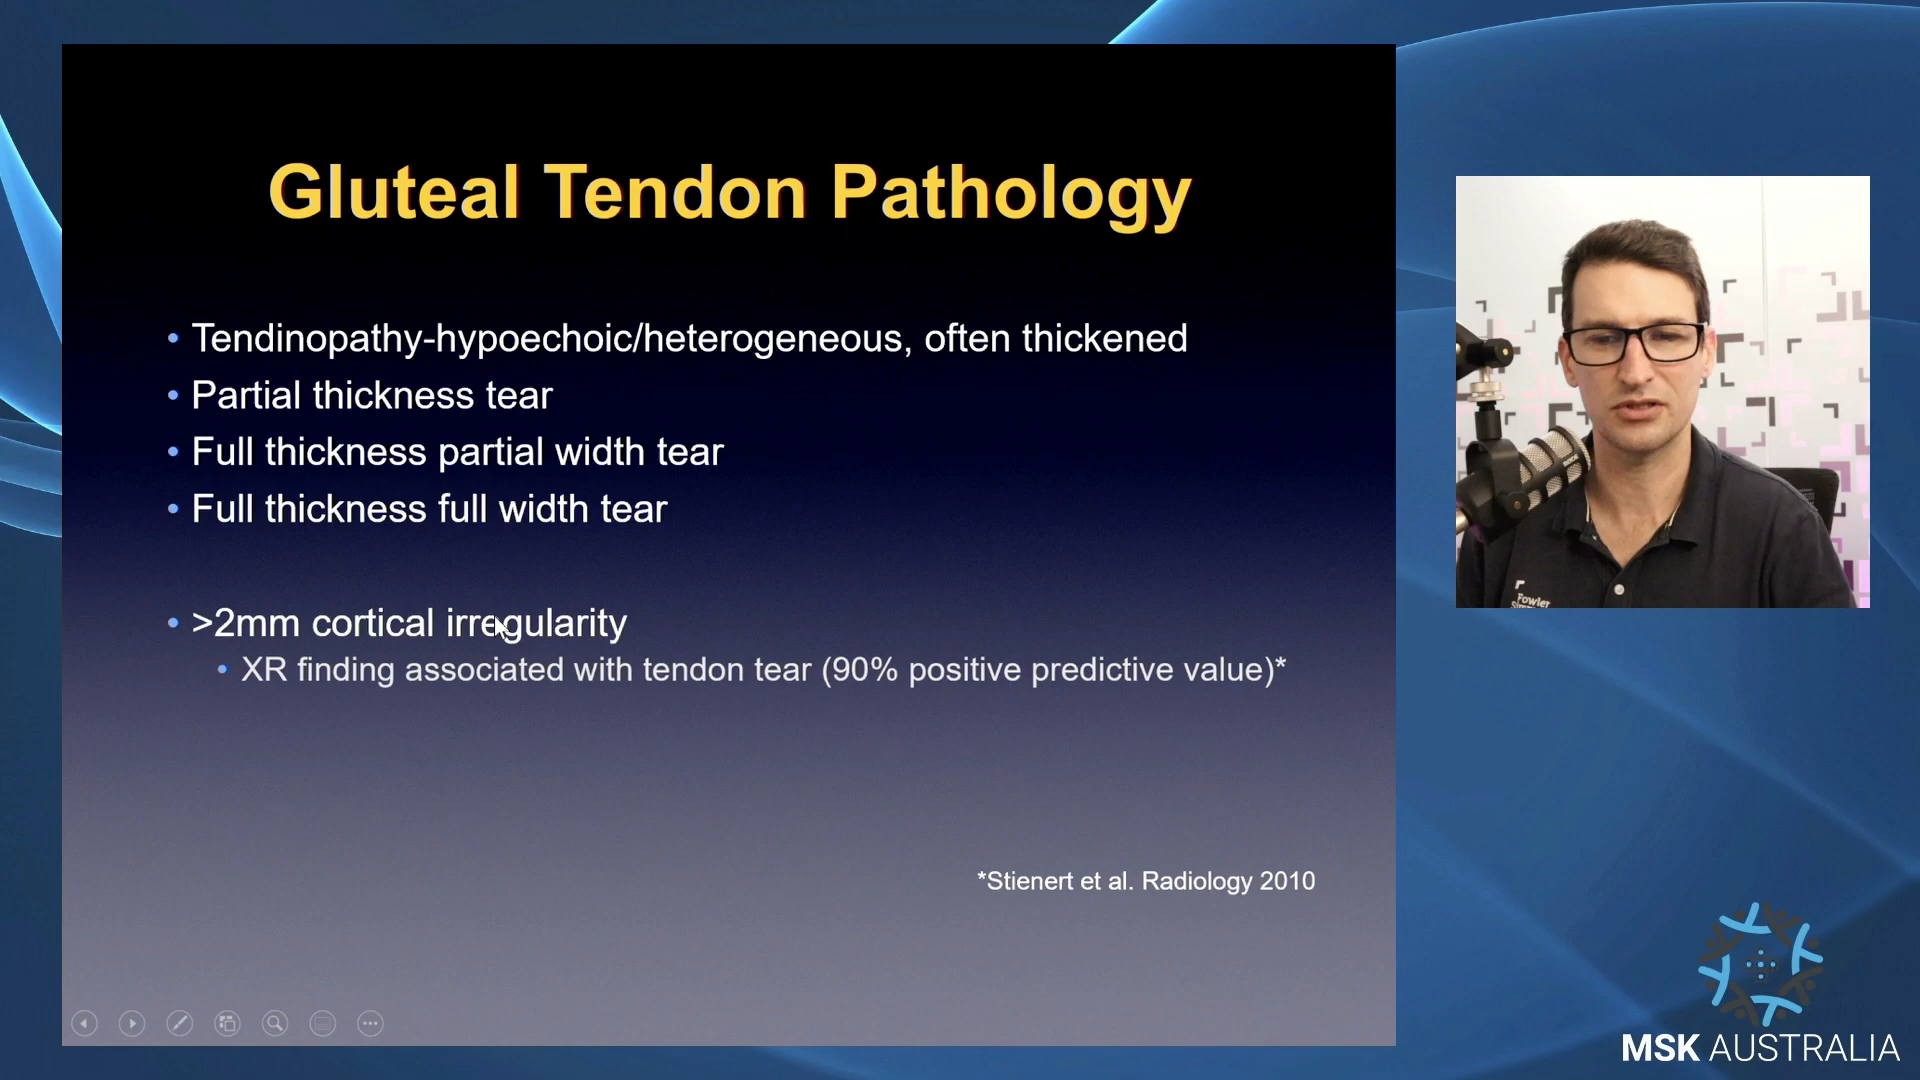 Gluteal Tendon Pathology
• Tendinopathy-hypoechoic/heterogeneous, often thickened
• Partial thickness tear
• Full thickness partial width tear
• Full thickness full width tear
• >2mm cortical irregularity
• XR finding associated with tendon tear (90% positive predictive value)*
*Stienert et al. Radiology 2010
Fowler
MSK AUSTRALIA